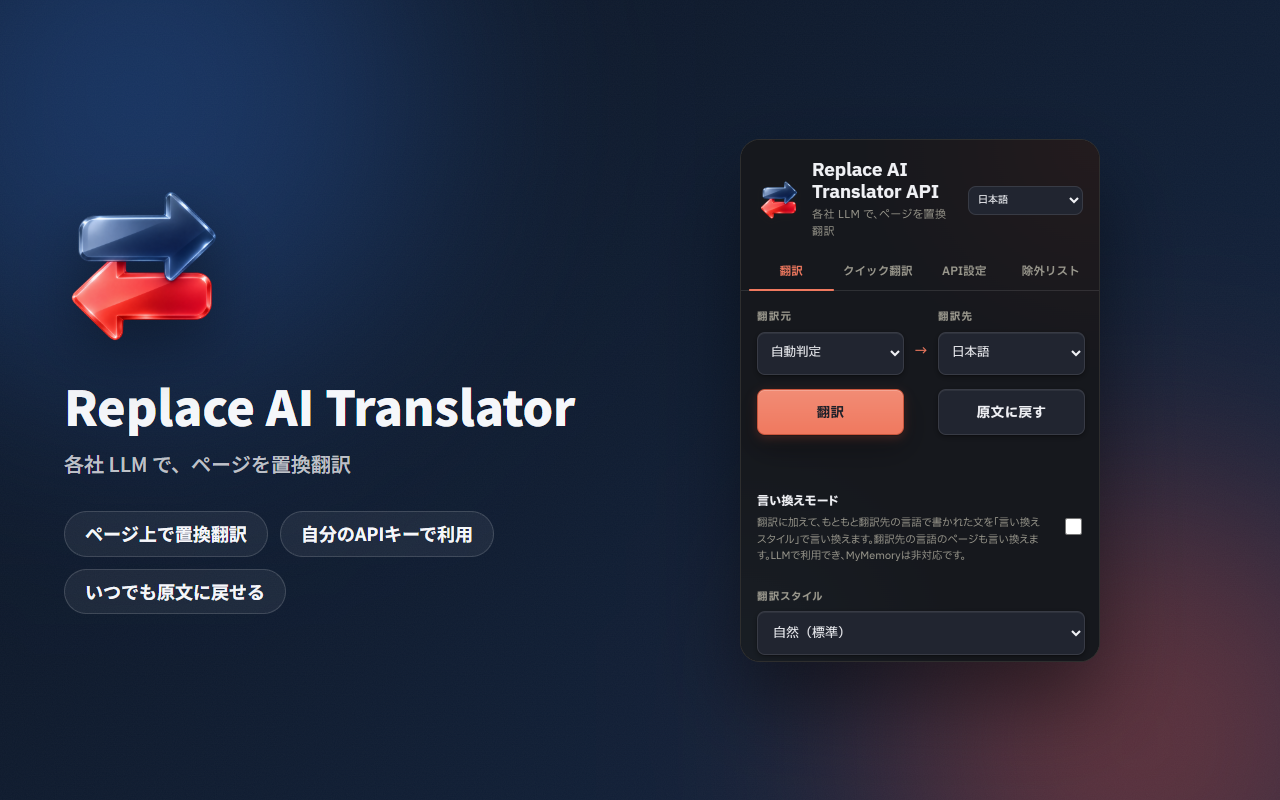 Replace AI Translator
各社 LLM で、ページを置換翻訳
ページ上で置換翻訳
自分のAPIキーで利用
いつでも原文に戻せる
Replace AI
Translator API
各社 LLM で、ページを置換
翻訳
日本語
翻訳
クイック翻訳
API設定
除外リスト
翻訳元
翻訳先
自動判定
→
日本語
翻訳
原文に戻す
言い換えモード
翻訳に加えて、もともと翻訳先の言語で書かれた文を「言い換え
スタイル」で言い換えます。翻訳先の言語のページも言い換えま
す。LLMで利用でき、MyMemoryは非対応です。
翻訳スタイル
自然（標準）